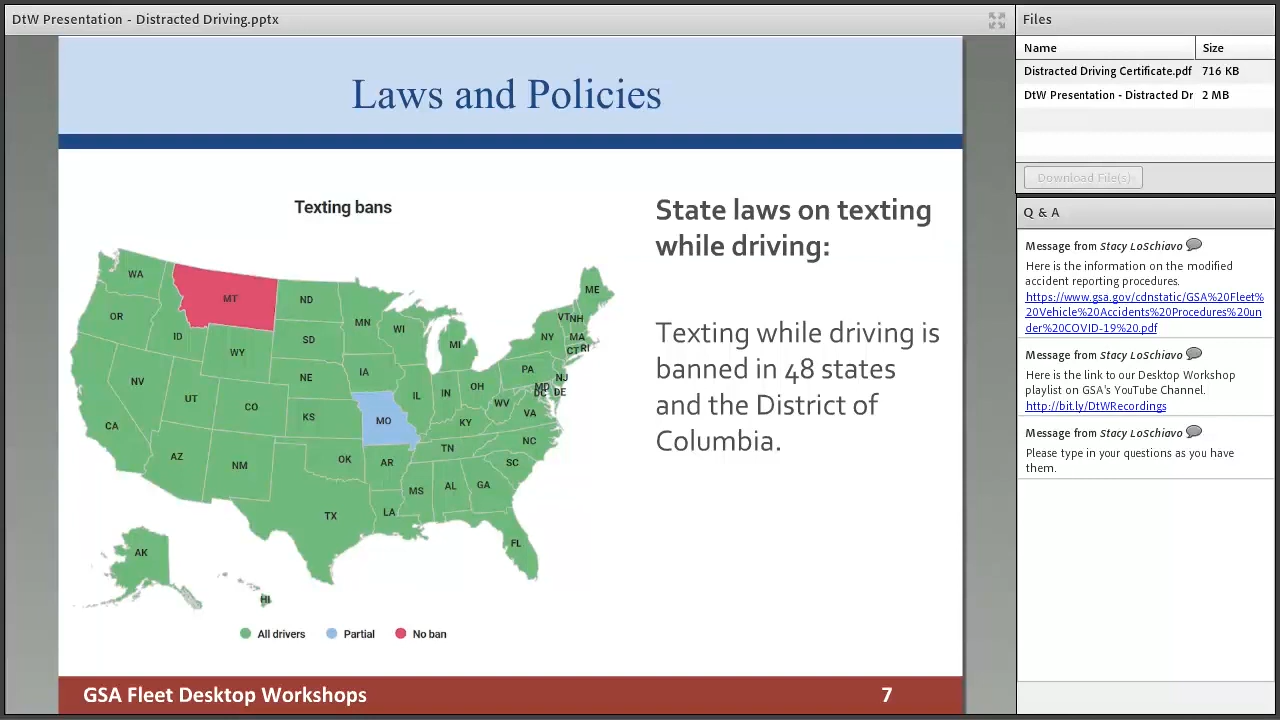 DtW Presentation - Distracted Driving.pptx
Laws and Policies
Texting bans
WA
MT
ND
ME
OR
ID
MN
WI
VT
NH
SD
WY
MI
NY
MA
CT
RI
NV
NE
IA
PA
NJ
UT
CO
IL
IN
OH
MD
DC
DE
CA
KS
MO
WV
VA
KY
AZ
NM
OK
AR
TN
NC
SC
MS
AL
GA
TX
LA
FL
AK
HI
All drivers
Partial
No ban
State laws on texting
while driving:
Texting while driving is
banned in 48 states
and the District of
Columbia.
GSA Fleet Desktop Workshops
7
Files
Name Size
Distracted Driving Certificate.pdf 716 KB
DtW Presentation - Distracted Dr 2 MB
Download File(s)
Q & A
Message from Stacy LoSchiavo
Here is the information on the modified
accident reporting procedures.
https://www.gsa.gov/cdnstatic/GSA%20Fleet%
20Vehicle%20Accidents%20Procedures%20un
der%20COVID-19%20.pdf
Message from Stacy LoSchiavo
Here is the link to our Desktop Workshop
playlist on GSA's YouTube Channel.
http://bit.ly/DtWRecordings
Message from Stacy LoSchiavo
Please type in your questions as you have
them.